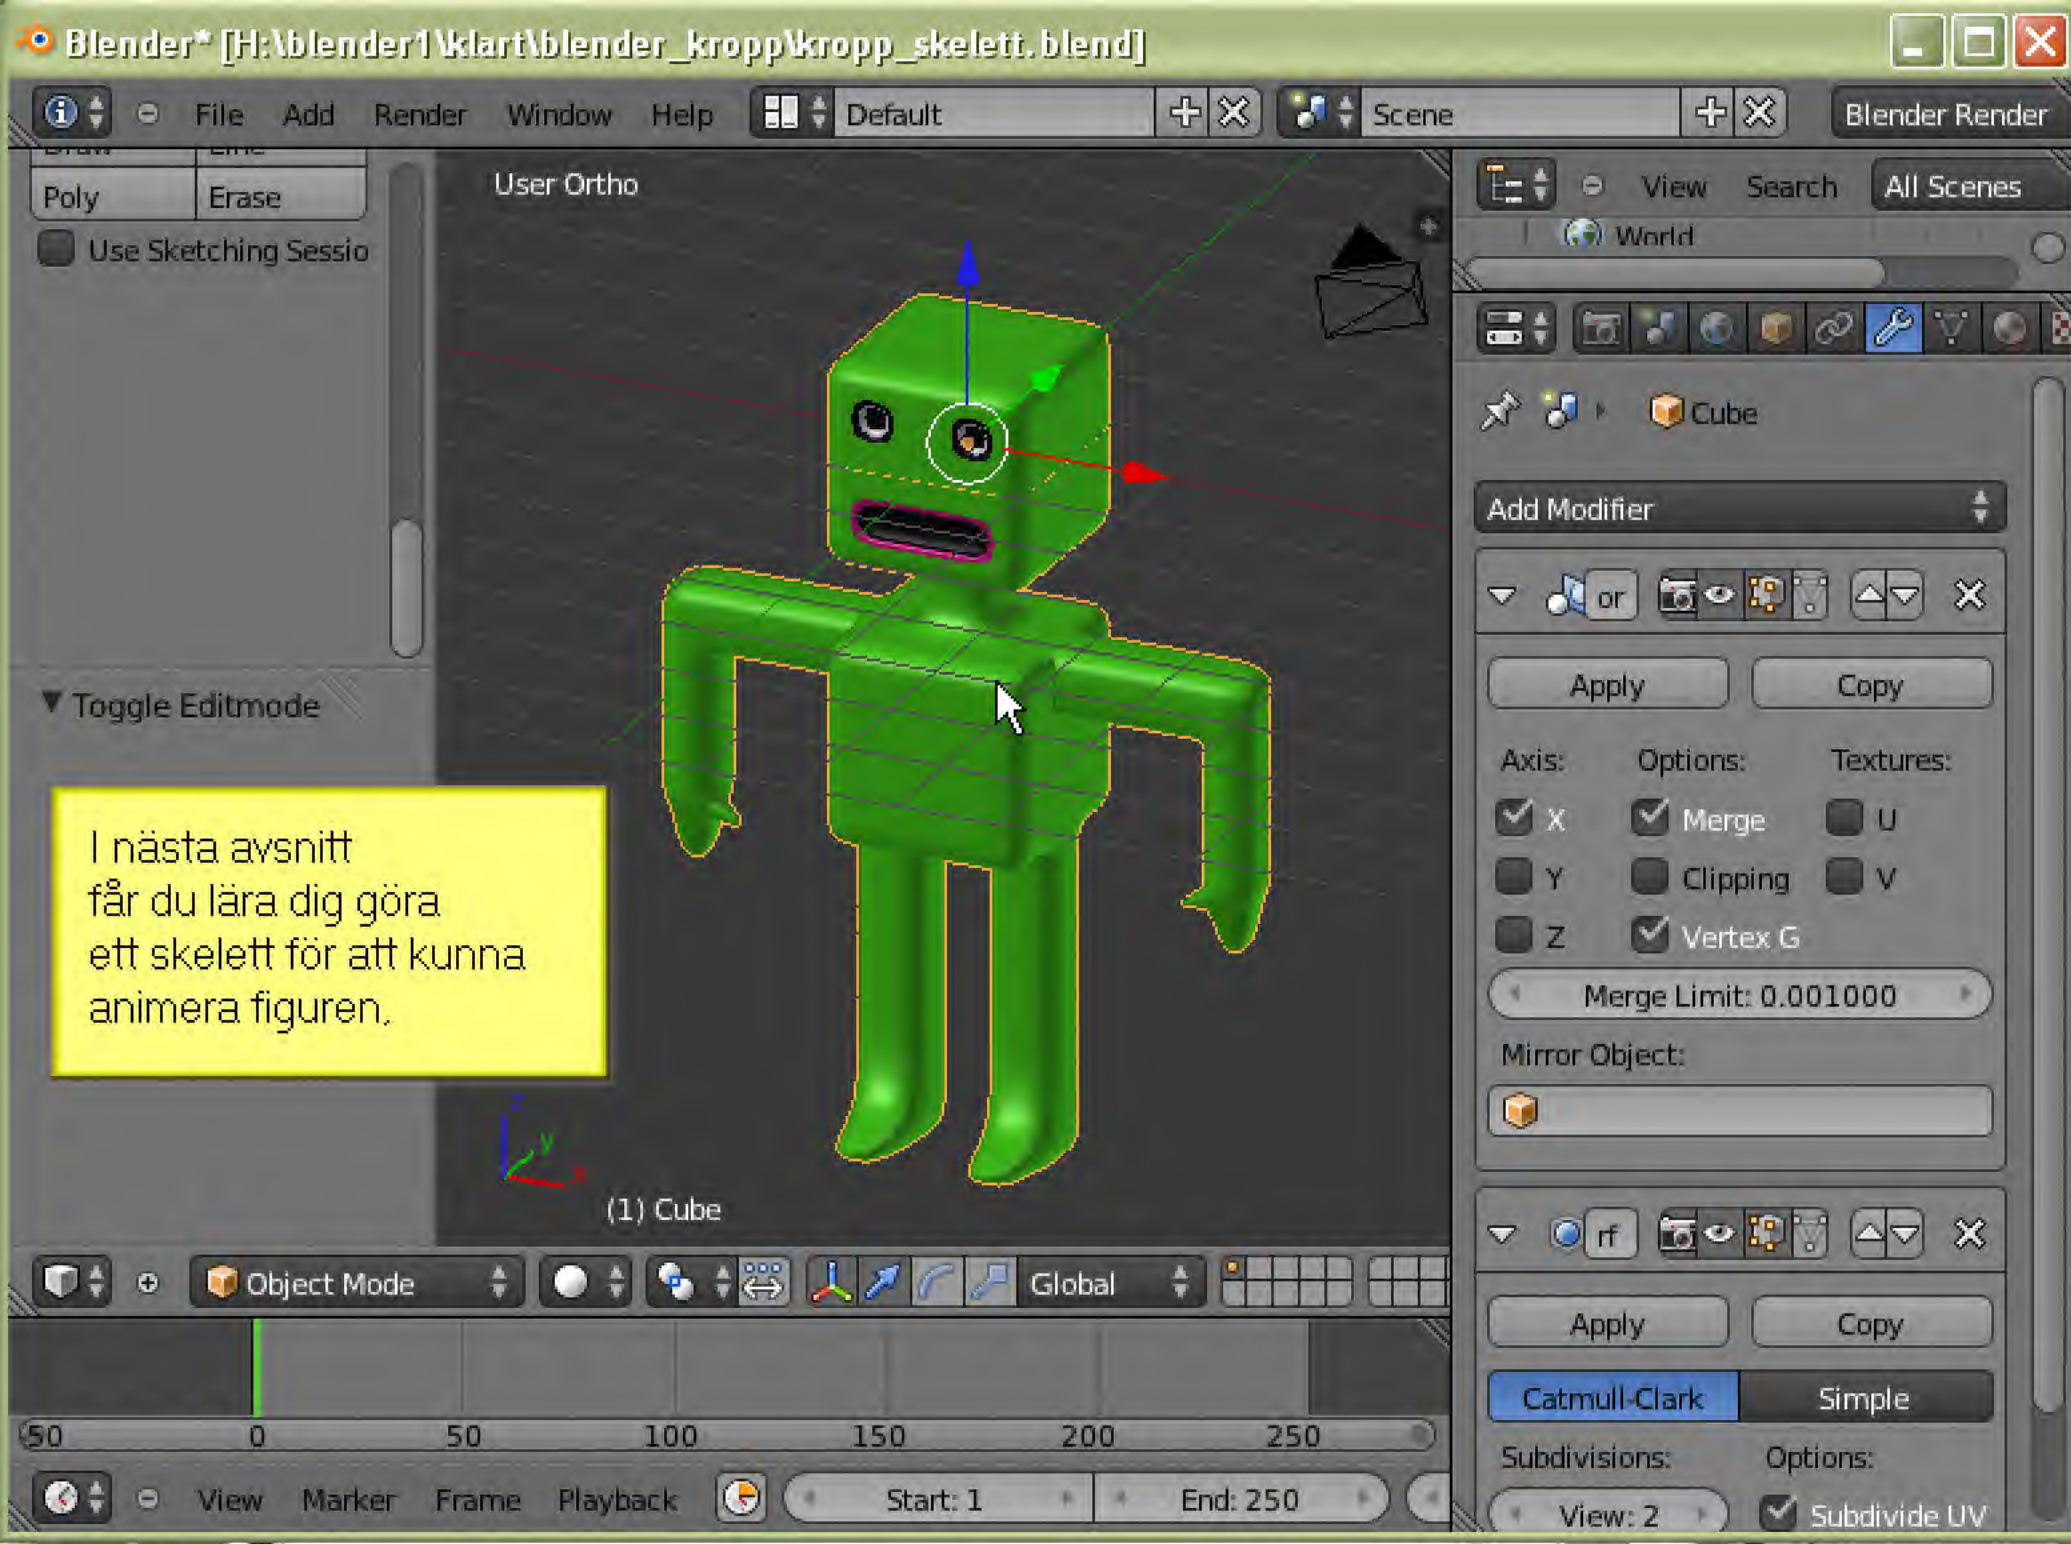 Blender* [H:\blender1\klart\blender_kropp\kropp_skelett.blend]
File Add Render Window Help Default Scene Blender Render
Poly Erase
Use Sketching Sessio
User Ortho
View Search All Scenes
World
Cube
Add Modifier
or
Apply Copy
Axis: Options: Textures:
X Merge U
Y Clipping V
Z Vertex G
Merge Limit: 0.001000
Mirror Object:
Toggle Editmode
I nästa avsnitt
får du lära dig göra
ett skelett för att kunna
animera figuren,
z
y
x
(1) Cube
rf
Apply Copy
Catmull-Clark Simple
Subdivisions: Options:
View: 2 Subdivide UV
Object Mode Global
50 0 50 100 150 200 250
View Marker Frame Playback Start: 1 End: 250